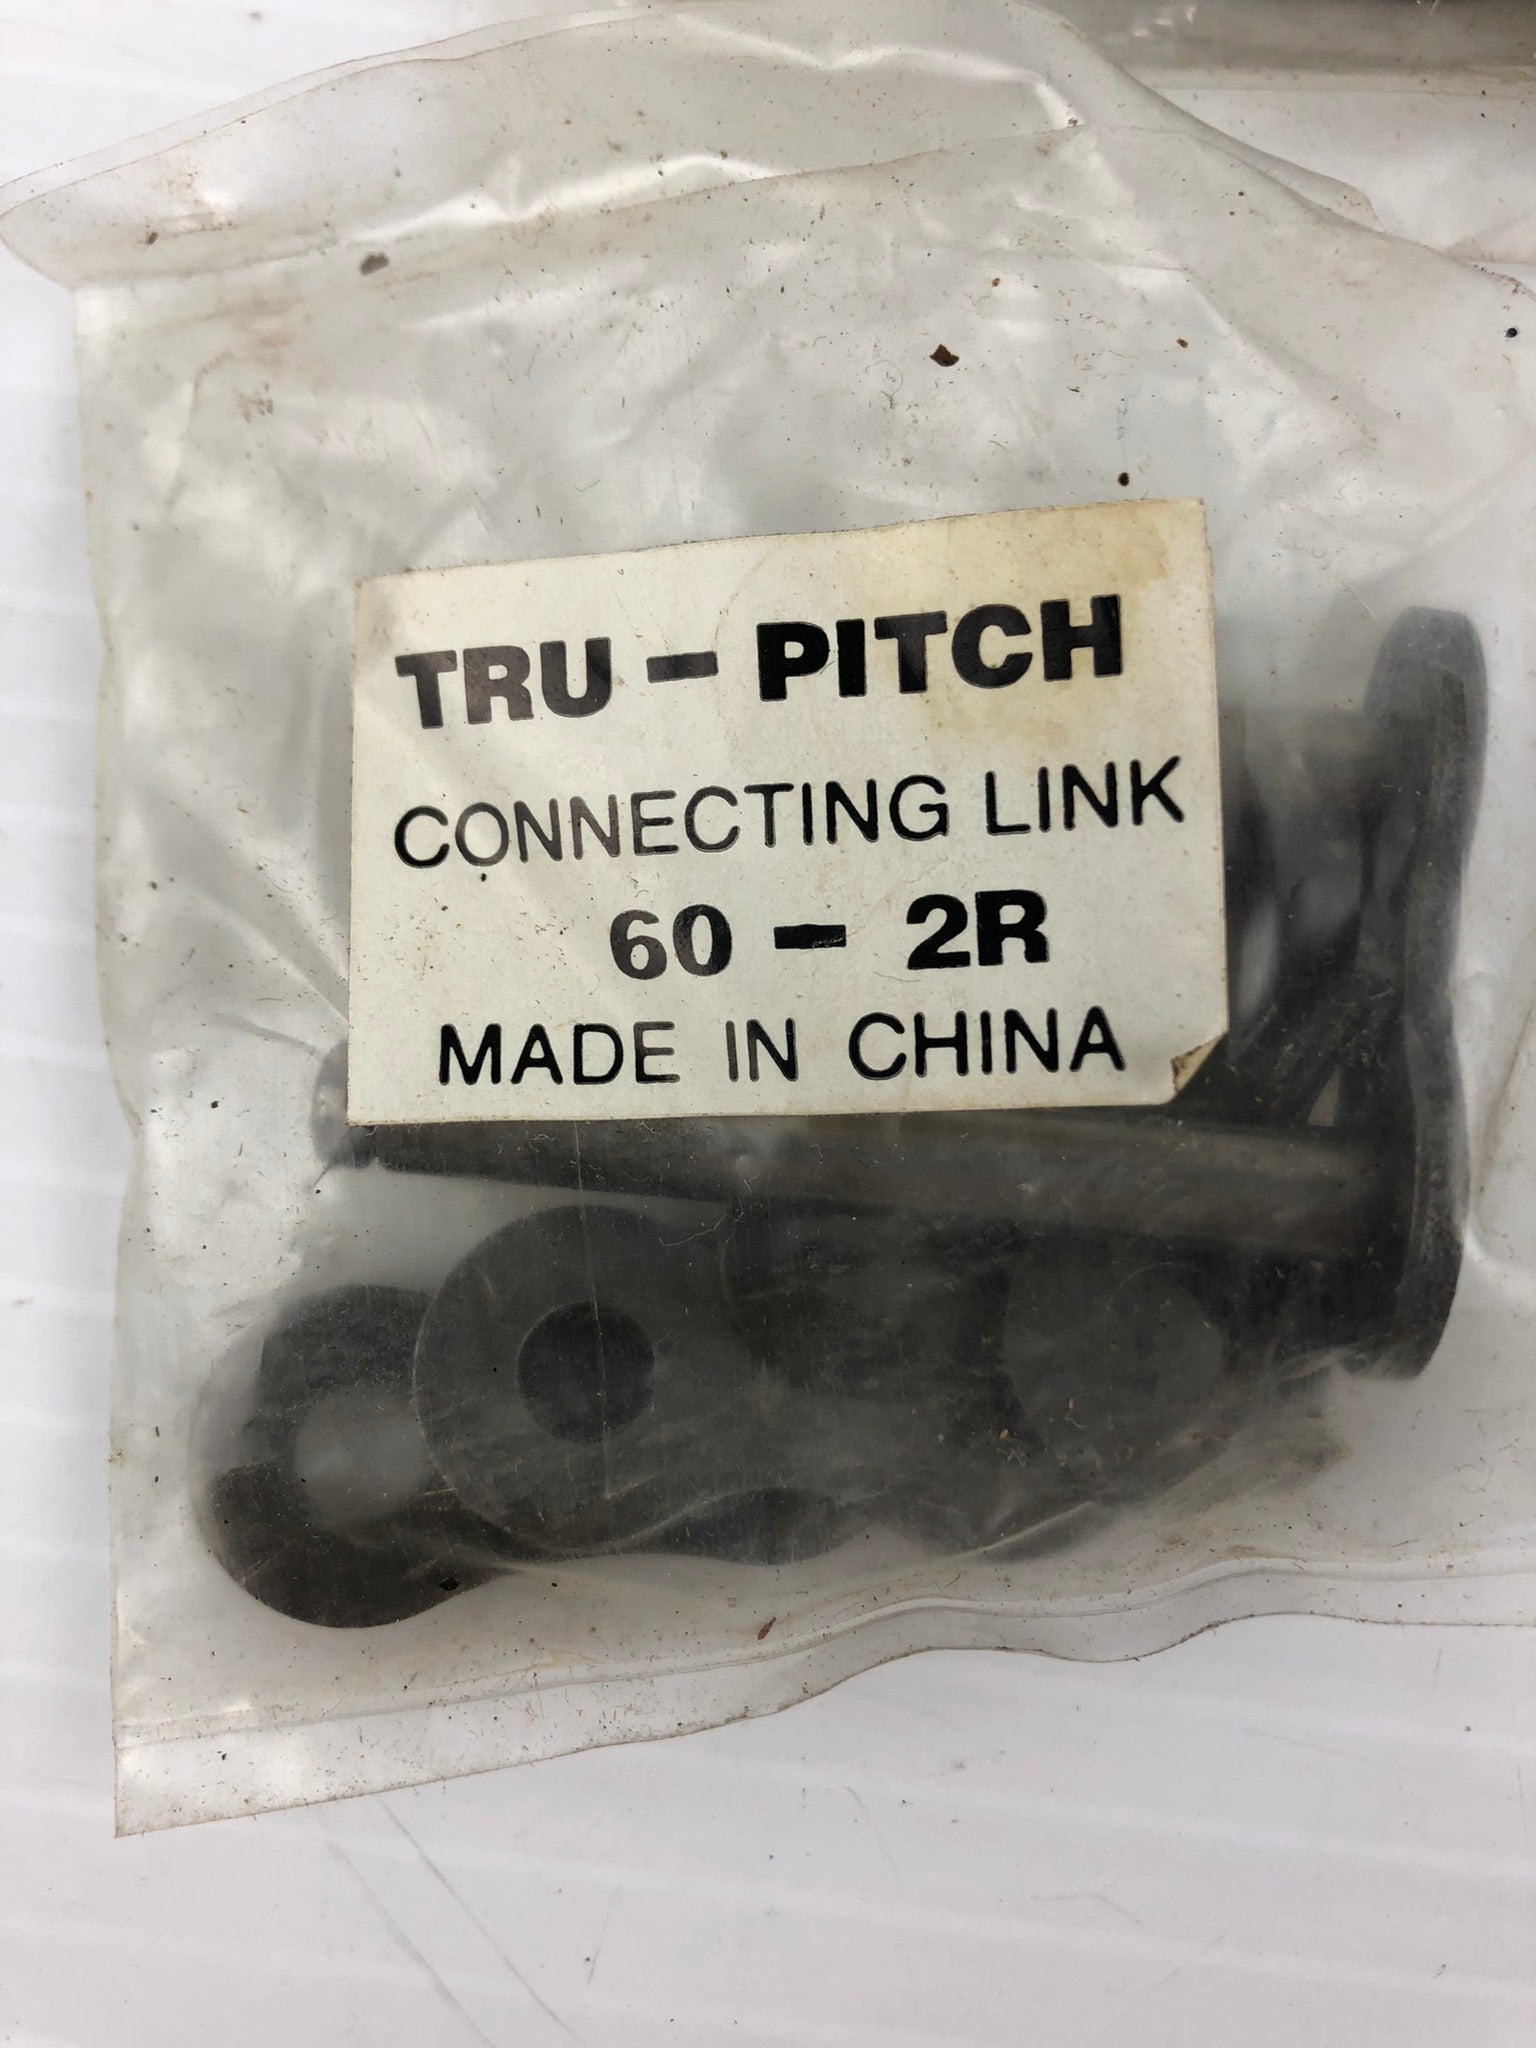 TRU - PITCH
CONNECTING LINK
60 - 2R
MADE IN CHINA